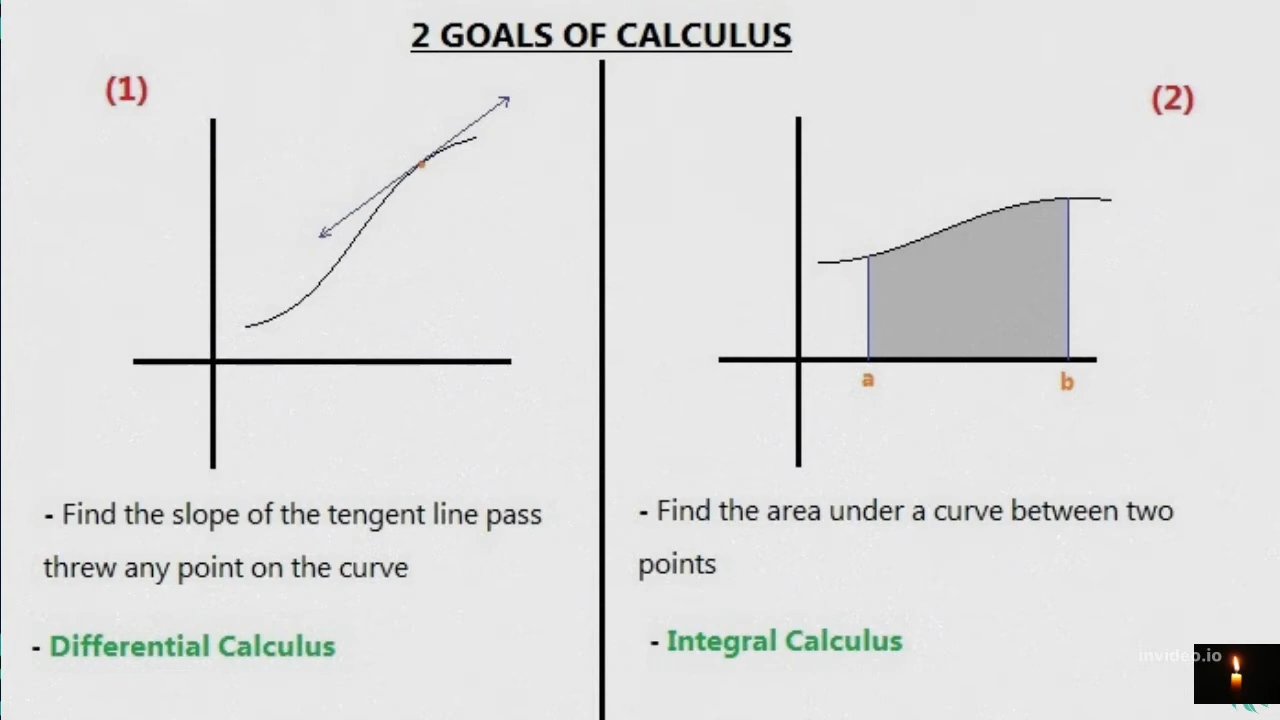 2 GOALS OF CALCULUS
(1)
(2)
a
b
- Find the slope of the tengent line pass
threw any point on the curve
- Differential Calculus
- Find the area under a curve between two
points
- Integral Calculus
invideo.io